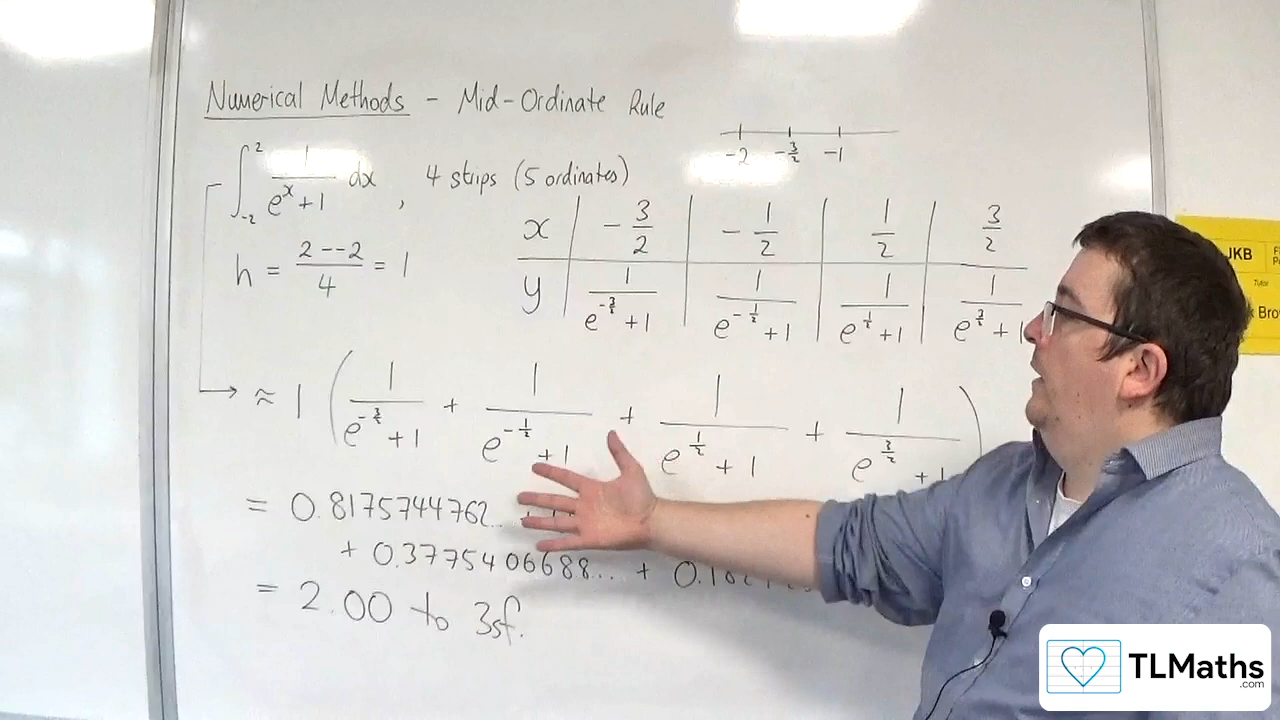 Numerical Methods - Mid-Ordinate Rule
-2 -3/2 -1
∫_{-2}^{2} 1/(e^x+1) dx , 4 strips (5 ordinates)
h = (2--2)/4 = 1
x | -3/2 | -1/2 | 1/2 | 3/2
y | 1/(e^{-3/2}+1) | 1/(e^{-1/2}+1) | 1/(e^{1/2}+1) | 1/(e^{3/2}+1
→ ≈ 1 ( 1/(e^{-3/2}+1) + 1/(e^{-1/2}+1) + 1/(e^{1/2}+1) + 1/(e^{3/2}+1) )
= 0.8175744762...
+ 0.3775406688... +
= 2.00 to 3sf.
JKB
Tutor
TLMaths
.com